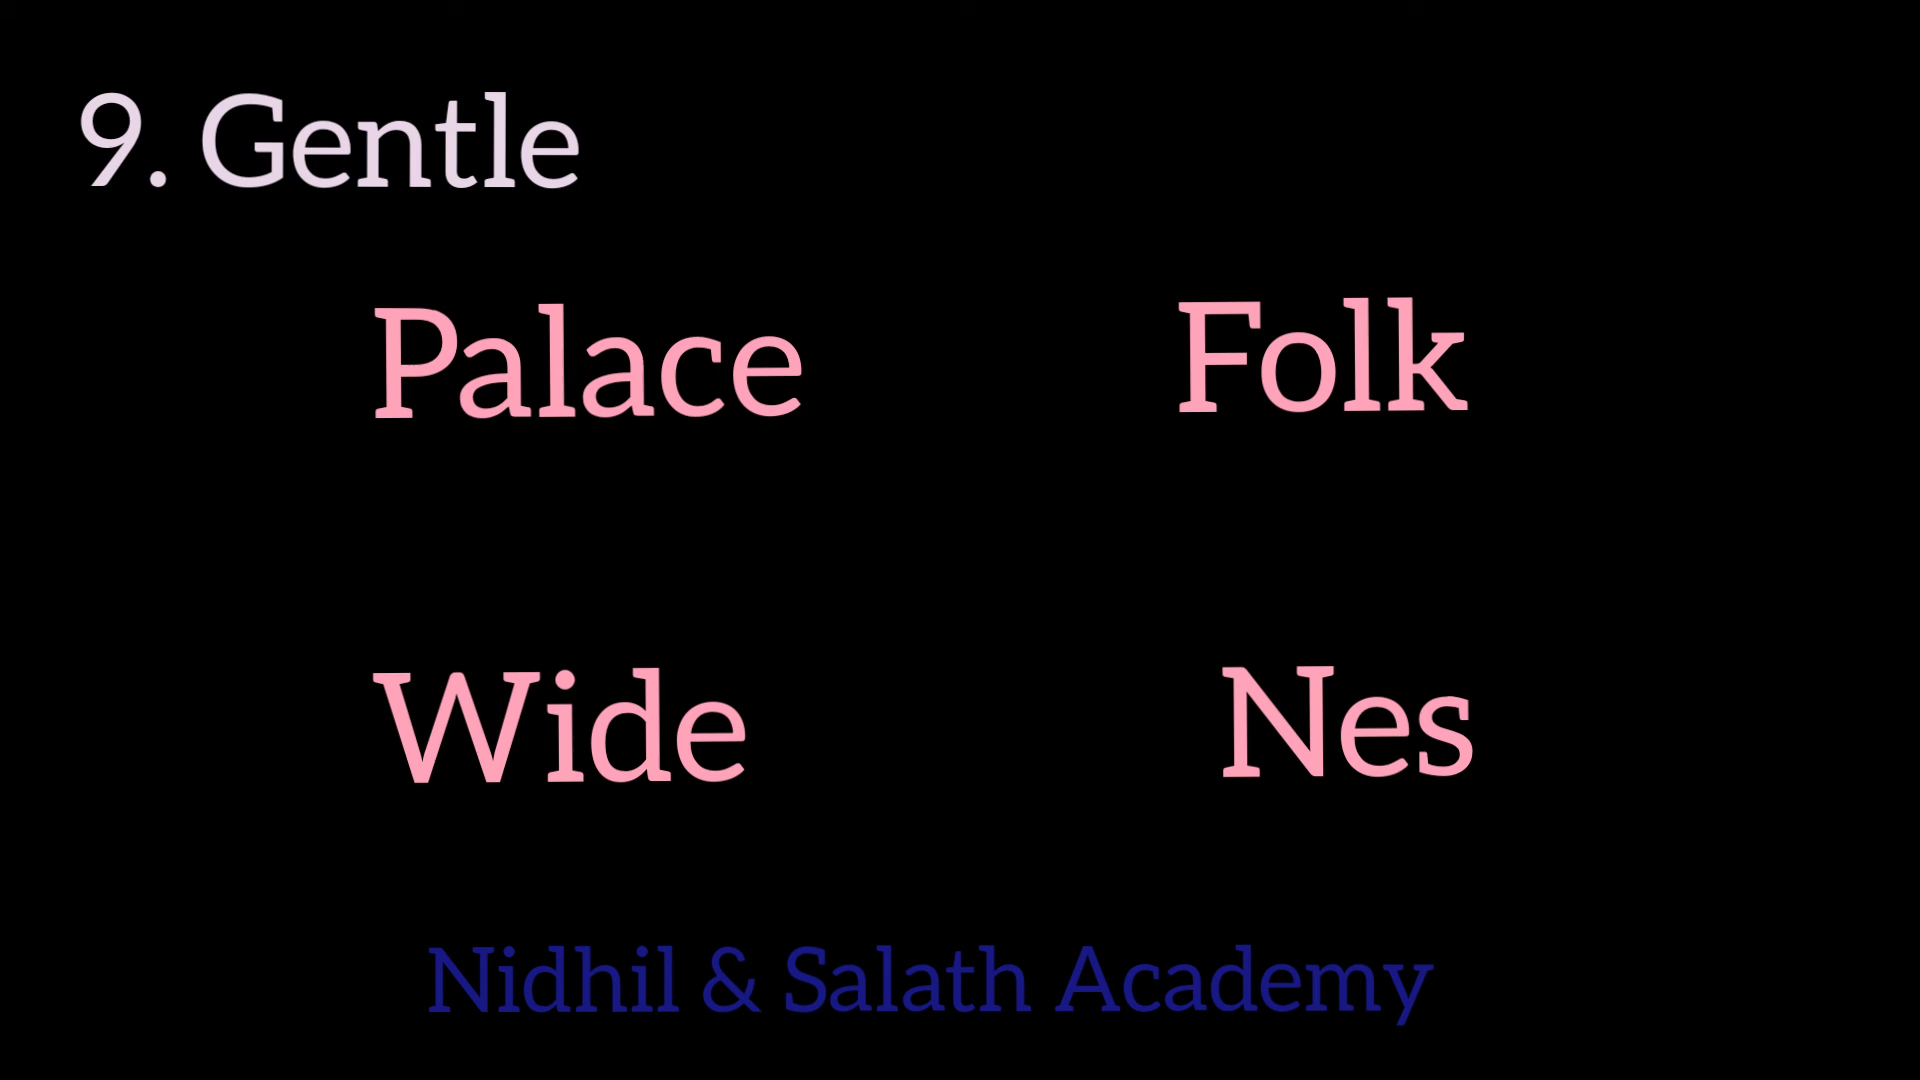 9. Gentle
Palace
Folk
Wide
Nes
Nidhil & Salath Academy